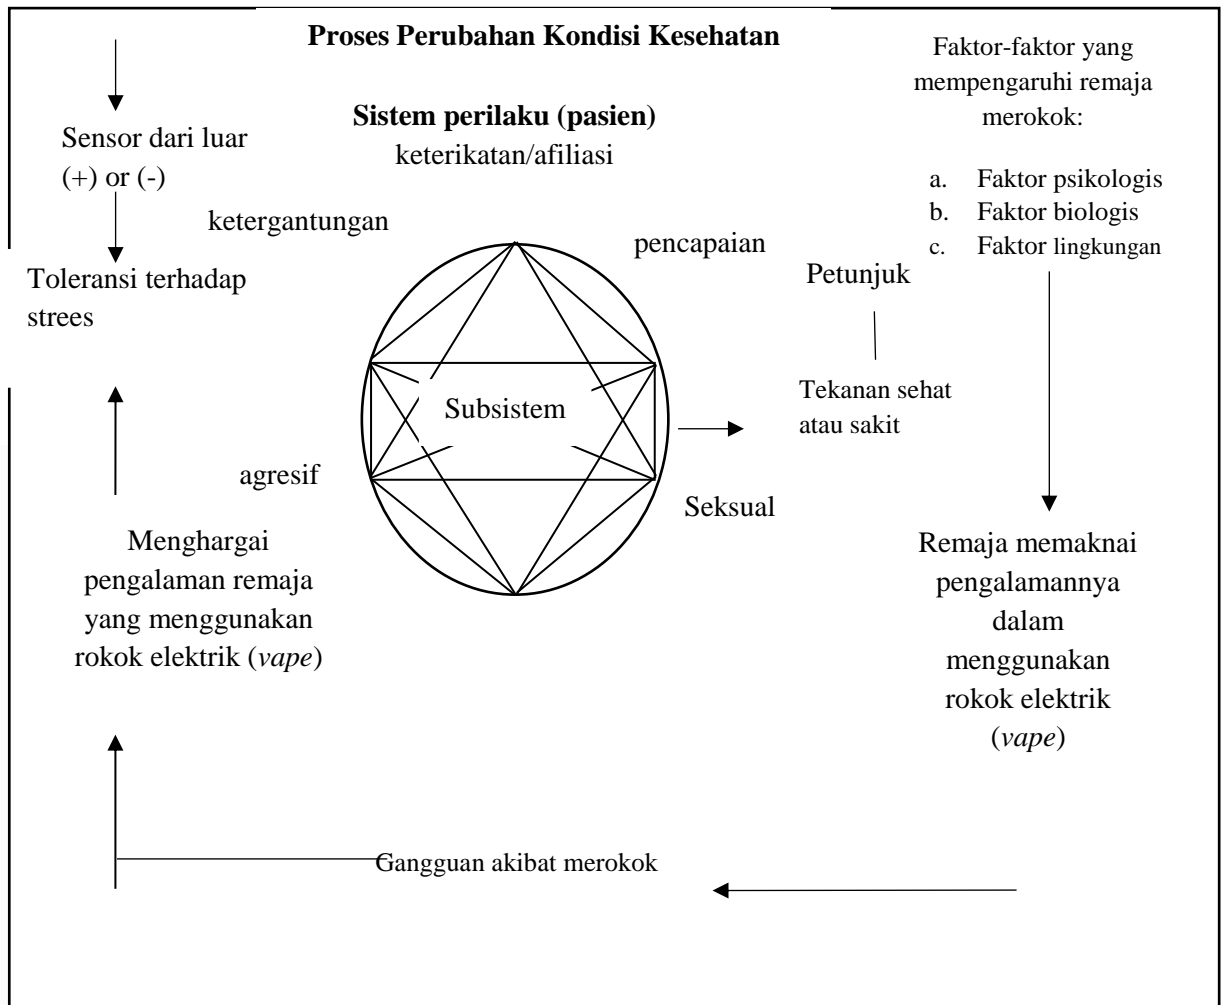 Proses Perubahan Kondisi Kesehatan
Sistem perilaku (pasien)
keterikatan/afiliasi
Sensor dari luar
(+) or (-)
Toleransi terhadap
strees
ketergantungan
pencapaian
Subsistem
agresif
Seksual
Petunjuk
Tekanan sehat
atau sakit
Faktor-faktor yang
mempengaruhi remaja
merokok:
a. Faktor psikologis
b. Faktor biologis
c. Faktor lingkungan
Menghargai
pengalaman remaja
yang menggunakan
rokok elektrik (vape)
Remaja memaknai
pengalamannya
dalam
menggunakan
rokok elektrik
(vape)
Gangguan akibat merokok